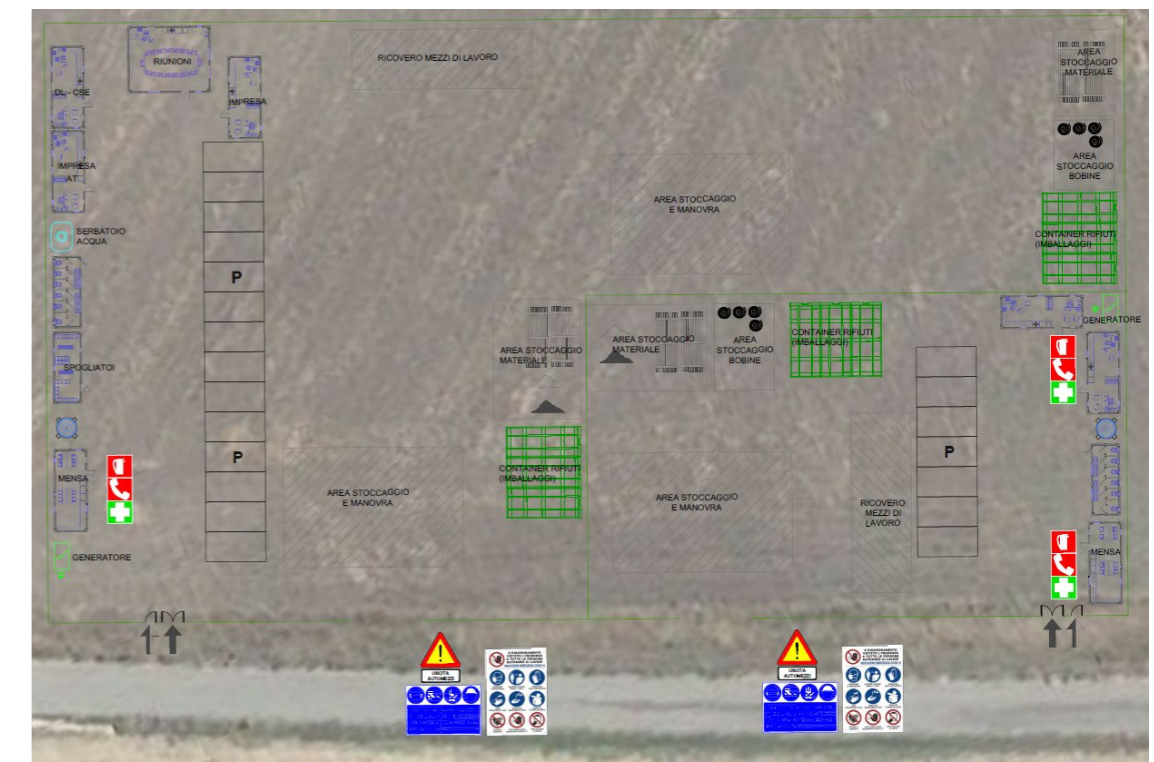 RIUNIONI
RICOVERO MEZZI DI LAVORO
DL - CSE
IMPRESA
IMPRESA
AT
SERBATOIO
ACQUA
P
SPOGLIATOI
MENSA
P
GENERATORE
AREA STOCCAGGIO
E MANOVRA
AREA STOCCAGGIO
MATERIALE
CONTAINER RIFIUTI
(IMBALLAGGI)
AREA STOCCAGGIO
E MANOVRA
AREA
STOCCAGGIO
MATERIALE
AREA
STOCCAGGIO
BOBINE
CONTAINER RIFIUTI
(IMBALLAGGI)
AREA STOCCAGGIO
MATERIALE
AREA
STOCCAGGIO
BOBINE
CONTAINER RIFIUTI
(IMBALLAGGI)
GENERATORE
P
AREA STOCCAGGIO
E MANOVRA
RICOVERO
MEZZI DI
LAVORO
MENSA
!
USCITA
AUTOMEZZI
!
USCITA
AUTOMEZZI